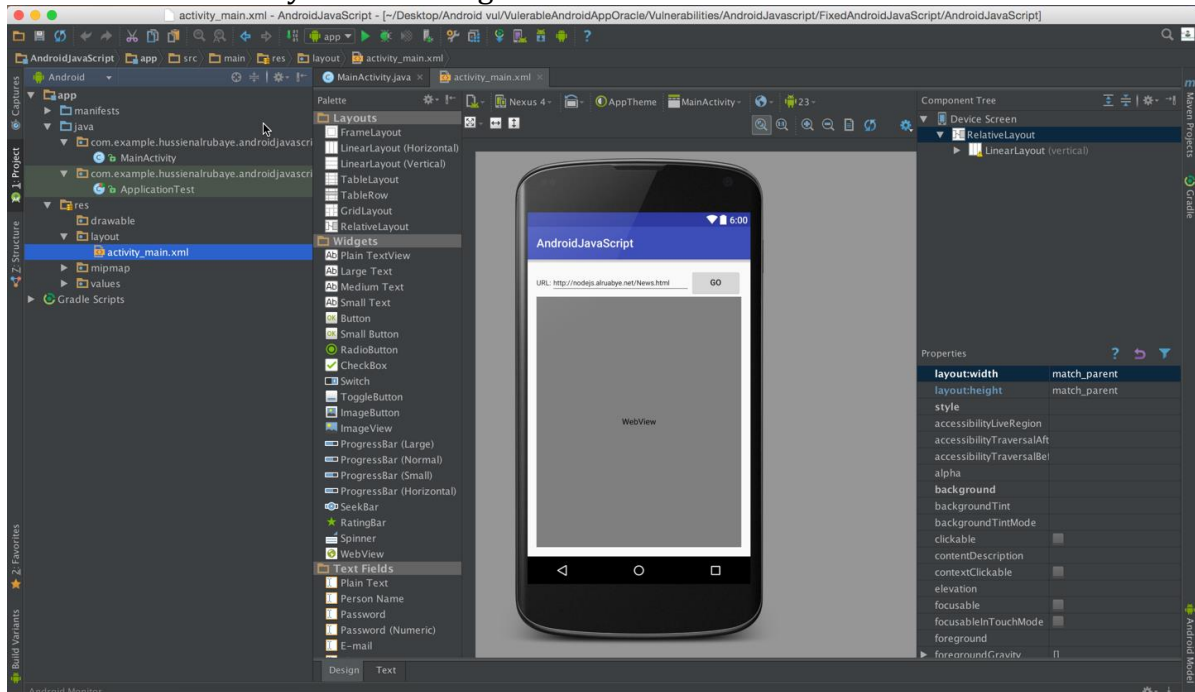 activity_main.xml - AndroidJavaScript - [~/Desktop/Android vul/VulerableAndroidAppOracle/Vulnerabilities/AndroidJavascript/FixedAndroidJavaScript/AndroidJavaScript]
app
?
AndroidJavaScript app src main res layout activity_main.xml
Captures
1: Project
Z: Structure
2: Favorites
Build Variants
Android
app
manifests
java
com.example.hussienalrubaye.androidjavascri
MainActivity
com.example.hussienalrubaye.androidjavascri
ApplicationTest
res
drawable
layout
activity_main.xml
mipmap
values
Gradle Scripts
MainActivity.java
activity_main.xml
Palette
Layouts
FrameLayout
LinearLayout (Horizontal)
LinearLayout (Vertical)
TableLayout
TableRow
GridLayout
RelativeLayout
Widgets
Plain TextView
Large Text
Medium Text
Small Text
Button
Small Button
RadioButton
CheckBox
Switch
ToggleButton
ImageButton
ImageView
ProgressBar (Large)
ProgressBar (Normal)
ProgressBar (Small)
ProgressBar (Horizontal)
SeekBar
RatingBar
Spinner
WebView
Text Fields
Plain Text
Person Name
Password
Password (Numeric)
E-mail
Nexus 4 AppTheme MainActivity 23
6:00
AndroidJavaScript
URL: http://nodejs.alruabye.net/News.html GO
WebView
Design Text
Component Tree
Device Screen
RelativeLayout
LinearLayout (vertical)
Properties
?
layout:width match_parent
layout:height match_parent
style
accessibilityLiveRegion
accessibilityTraversalAft
accessibilityTraversalBef
alpha
background
backgroundTint
backgroundTintMode
clickable
contentDescription
contextClickable
elevation
focusable
focusableInTouchMode
foreground
foregroundGravity []
Maven Projects
Gradle
Android Model
Android Monitor